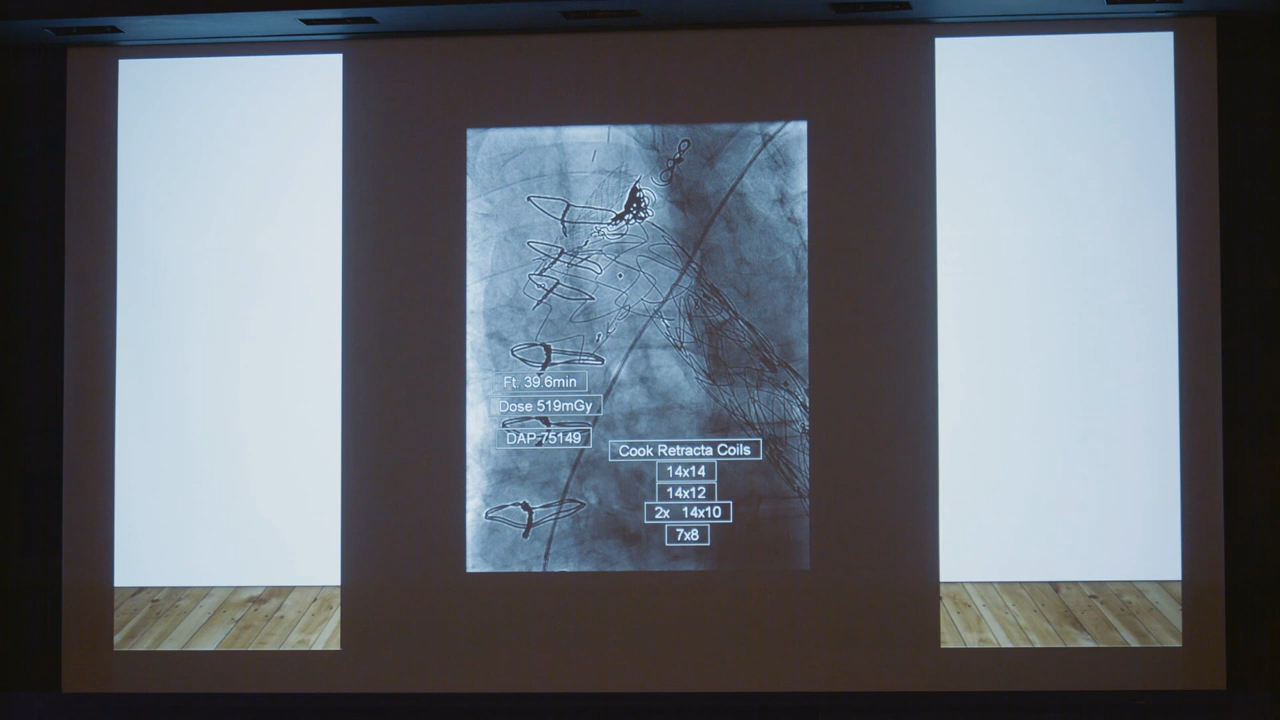 Ft: 39.6min
Dose 519mGy
DAP 75149
Cook Retracta Coils
14x14
14x12
2x 14x10
7x8